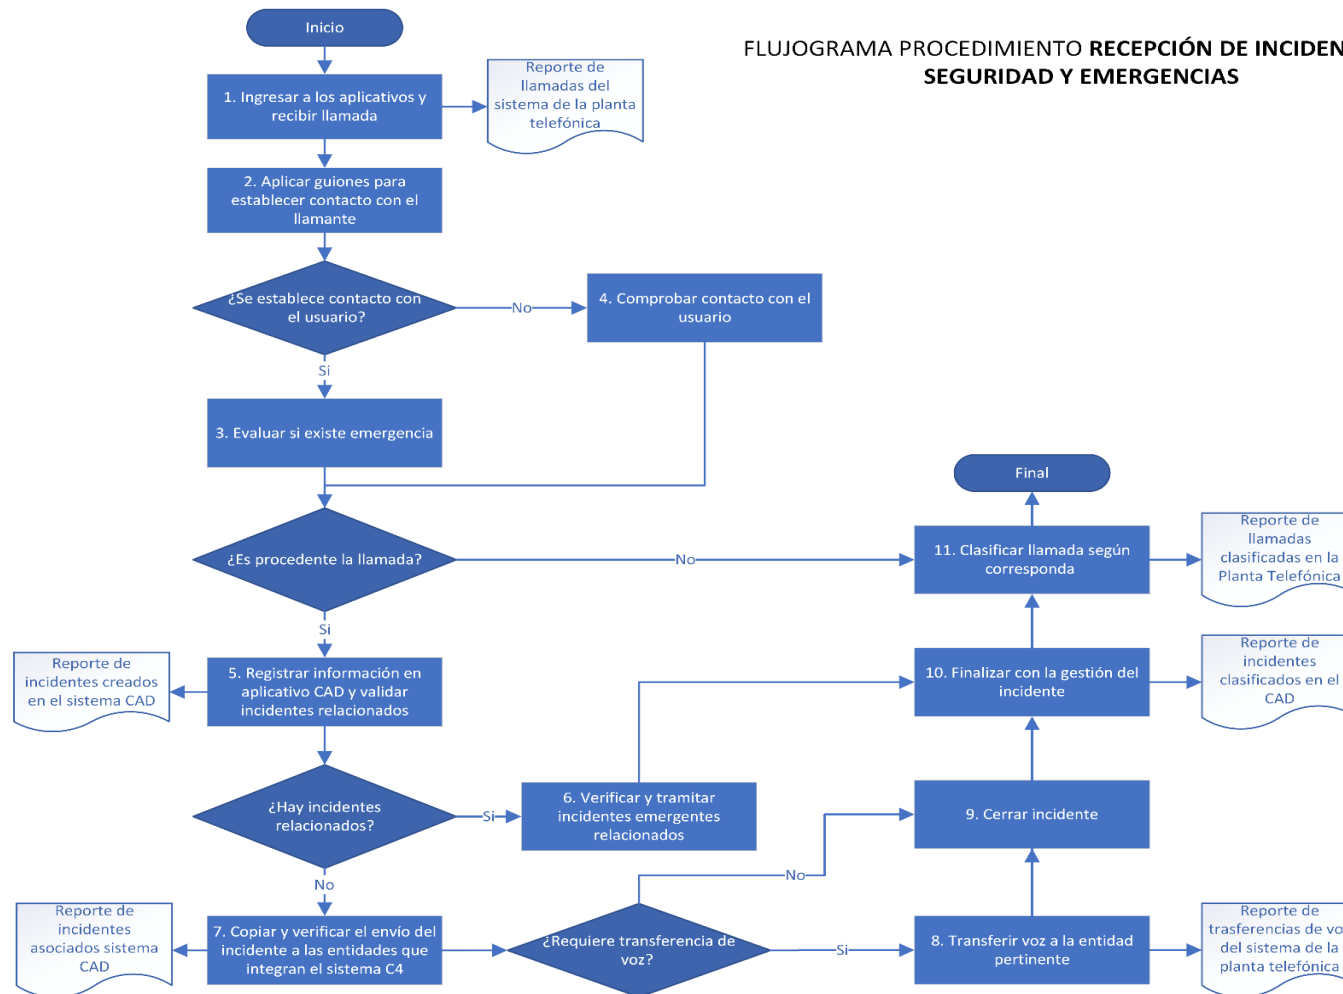 Inicio
FLUJOGRAMA PROCEDIMIENTO RECEPCIÓN DE
SEGURIDAD Y EMERGENCIAS
1. Ingresar a los aplicativos y
recibir llamada
Reporte de
llamadas del
sistema de la planta
telefónica
2. Aplicar guiones para
establecer contacto con el
llamante
¿Se establece contacto con
el usuario?
No
4. Comprobar contacto con el
usuario
Si
3. Evaluar si existe emergencia
Final
¿Es procedente la llamada?
No
11. Clasificar llamada según
corresponda
Reporte de
llamadas
clasificadas en la
Planta Telefónica
Si
Reporte de
incidentes creados
en el sistema CAD
5. Registrar información en
aplicativo CAD y validar
incidentes relacionados
10. Finalizar con la gestión del
incidente
Reporte de
incidentes
clasificados en el
CAD
¿Hay incidentes
relacionados?
Si
6. Verificar y tramitar
incidentes emergentes
relacionados
9. Cerrar incidente
No
No
Reporte de
incidentes
asociados sistema
CAD
7. Copiar y verificar el envío del
incidente a las entidades que
integran el sistema C4
¿Requiere transferencia de
voz?
Si
8. Transferir voz a la entidad
pertinente
Reporte de
trasferencias de
del sistema de la
planta telefónica